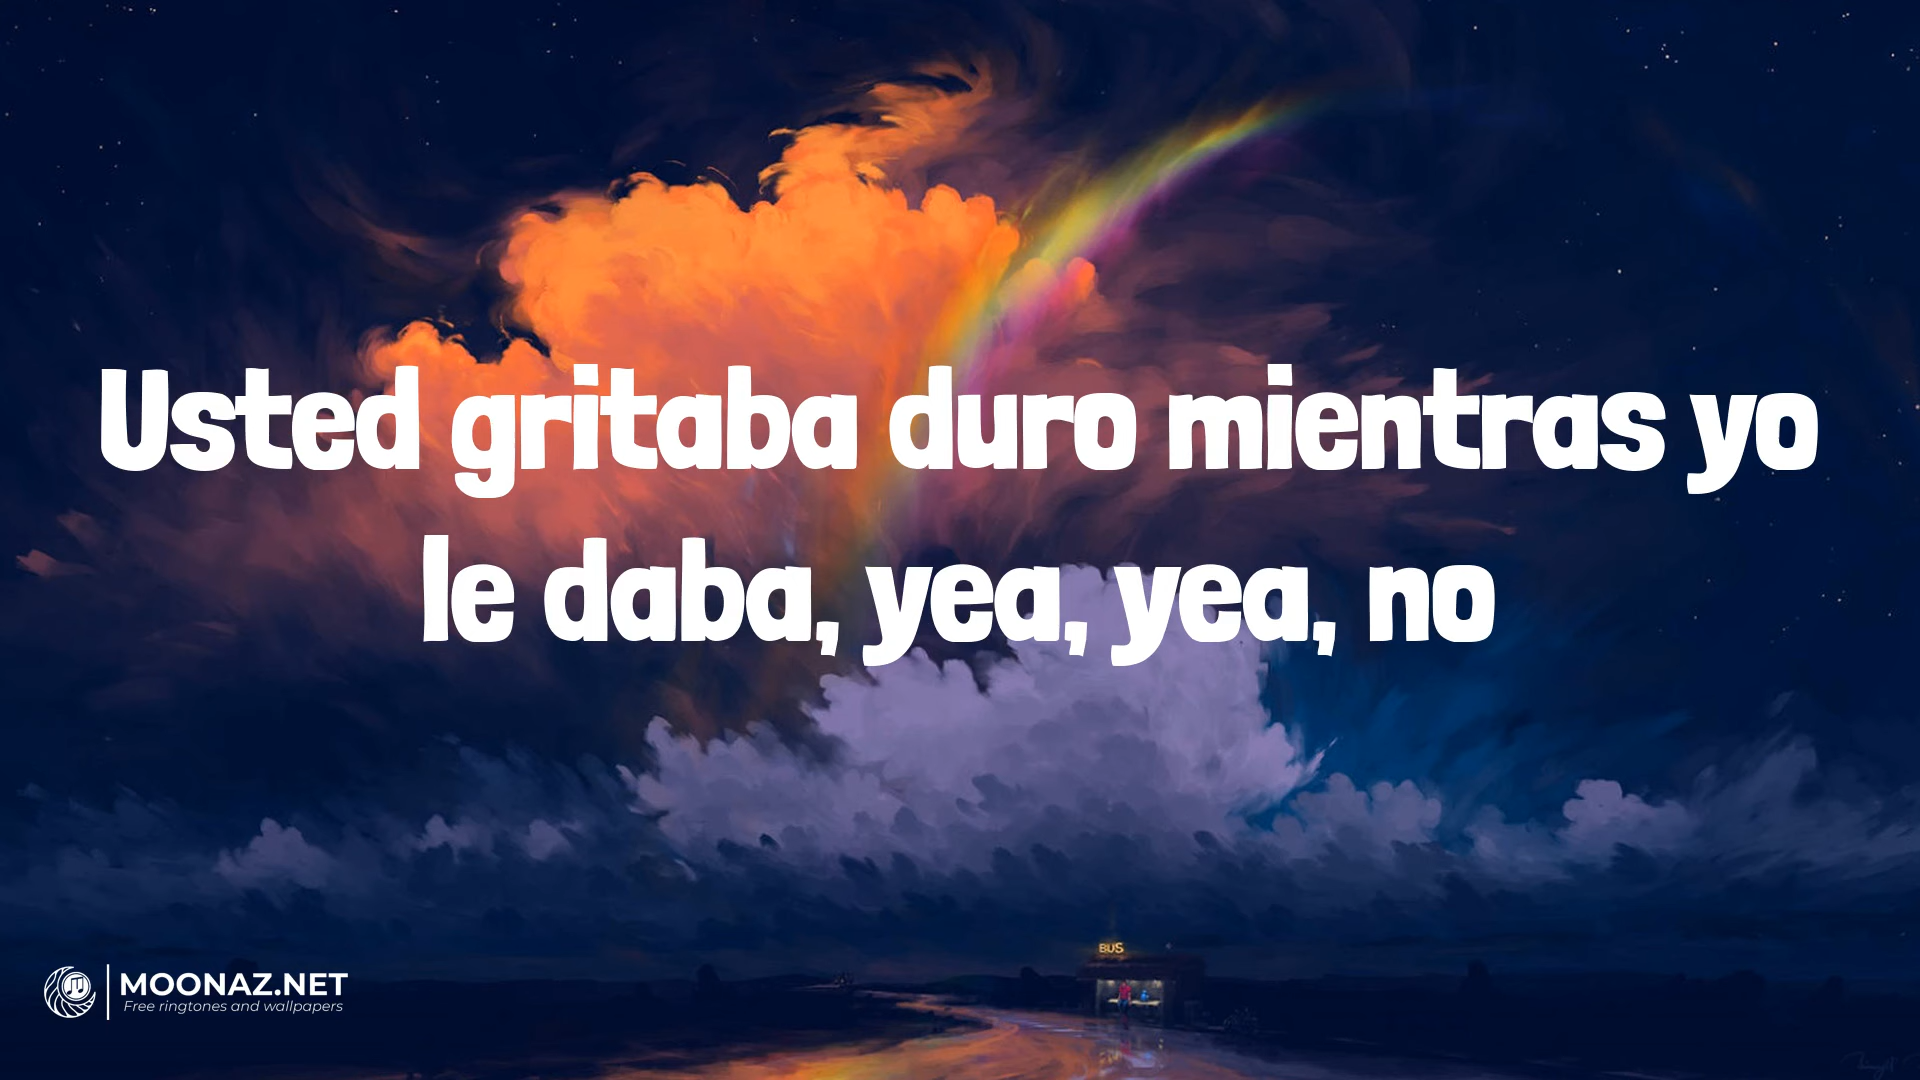 Usted gritaba duro mientras yo
le daba, yea, yea, no
BUS
MOONAZ.NET
Free ringtones and wallpapers